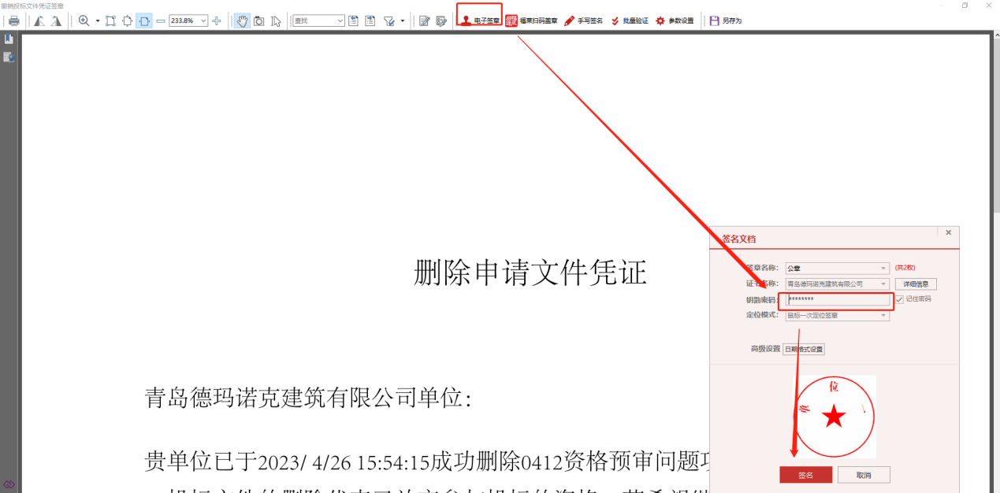 撤销投标文件凭证签章
233.8% 查找 电子签章 福莱扫码盖章 手写签名 批量验证 参数设置 另存为
签名文档
签章名称: 公章 (共2枚)
证书名称: 青岛德玛诺克建筑有限公司 详细信息
钥匙密码: ******** 记住密码
定位模式: 鼠标一次定位签章
高级设置 日期格式设置
单 位 1
签名 取消
删除申请文件凭证
青岛德玛诺克建筑有限公司单位:
贵单位已于2023/ 4/26 15:54:15成功删除0412资格预审问题